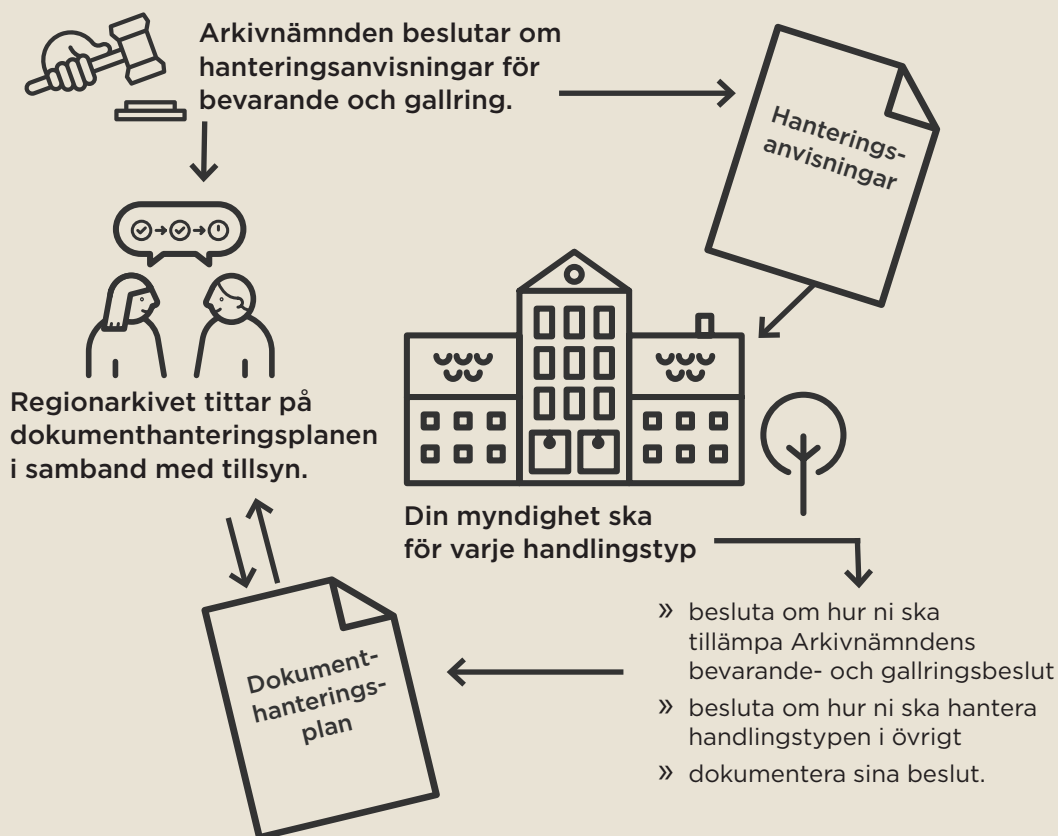 Arkivnämnden beslutar om
hanteringsanvisningar för
bevarande och gallring.
Hanterings-
anvisningar
Regionarkivet tittar på
dokumenthanteringsplanen
i samband med tillsyn.
Din myndighet ska
för varje handlingstyp
» besluta om hur ni ska
tillämpa Arkivnämndens
bevarande- och gallringsbeslut
» besluta om hur ni ska hantera
handlingstypen i övrigt
» dokumentera sina beslut.
Dokument-
hanterings-
plan